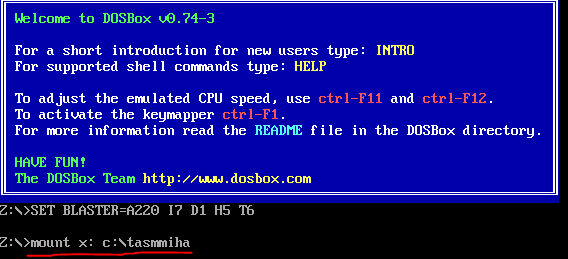 Welcome to DOSBox v0.74-3
For a short introduction for new users type: INTRO
For supported shell commands type: HELP
To adjust the emulated CPU speed, use ctrl-F11 and ctrl-F12.
To activate the keymapper ctrl-F1.
For more information read the README file in the DOSBox directory.
HAVE FUN!
The DOSBox Team http://www.dosbox.com
Z:\>SET BLASTER=A220 I7 D1 H5 T6
Z:\>mount x: c:\tasmmiha